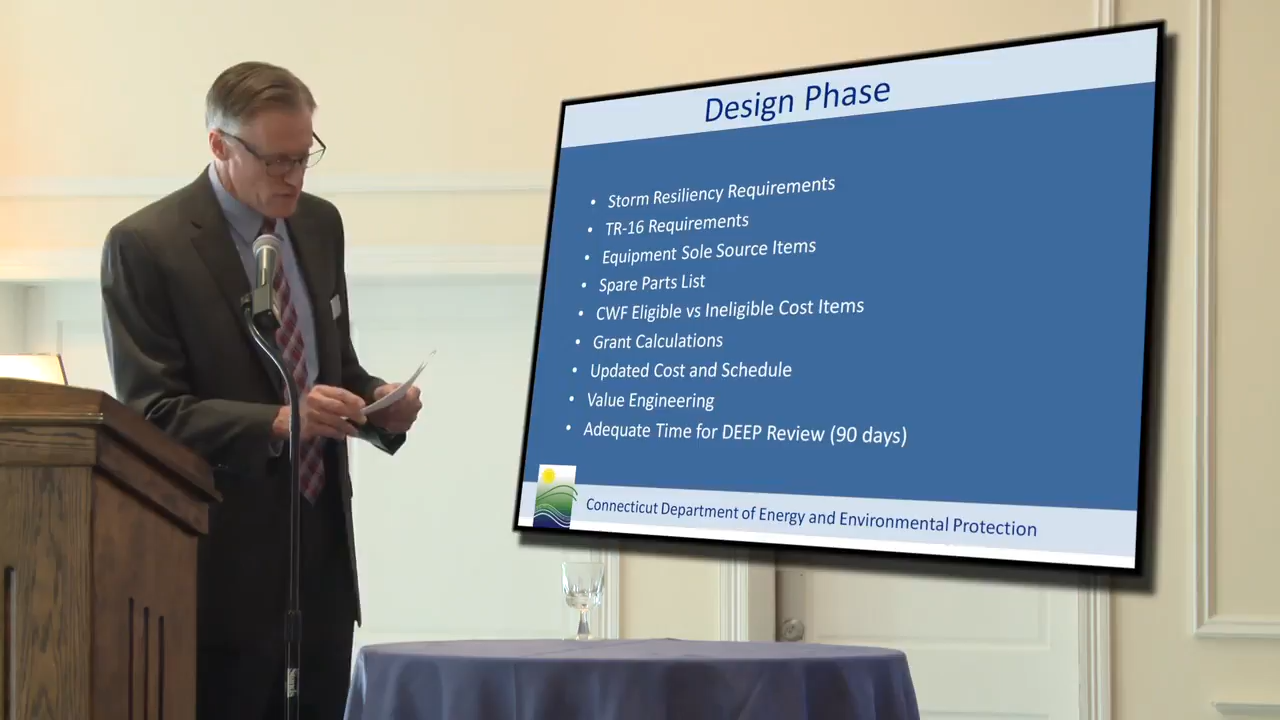 Design Phase
• Storm Resiliency Requirements
• TR-16 Requirements
• Equipment Sole Source Items
• Spare Parts List
• CWF Eligible vs Ineligible Cost Items
• Grant Calculations
• Updated Cost and Schedule
• Value Engineering
• Adequate Time for DEEP Review (90 days)
Connecticut Department of Energy and Environmental Protection